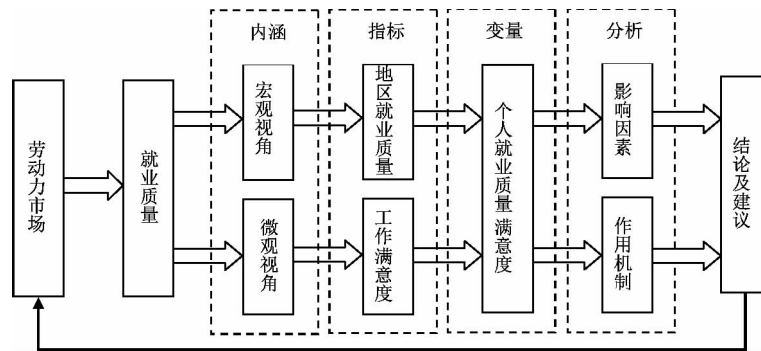 内涵
指标
变量
分析
劳动力市场
就业质量
宏观视角
地区就业质量
个人就业质量满意度
影响因素
结论及建议
微观视角
工作满意度
作用机制